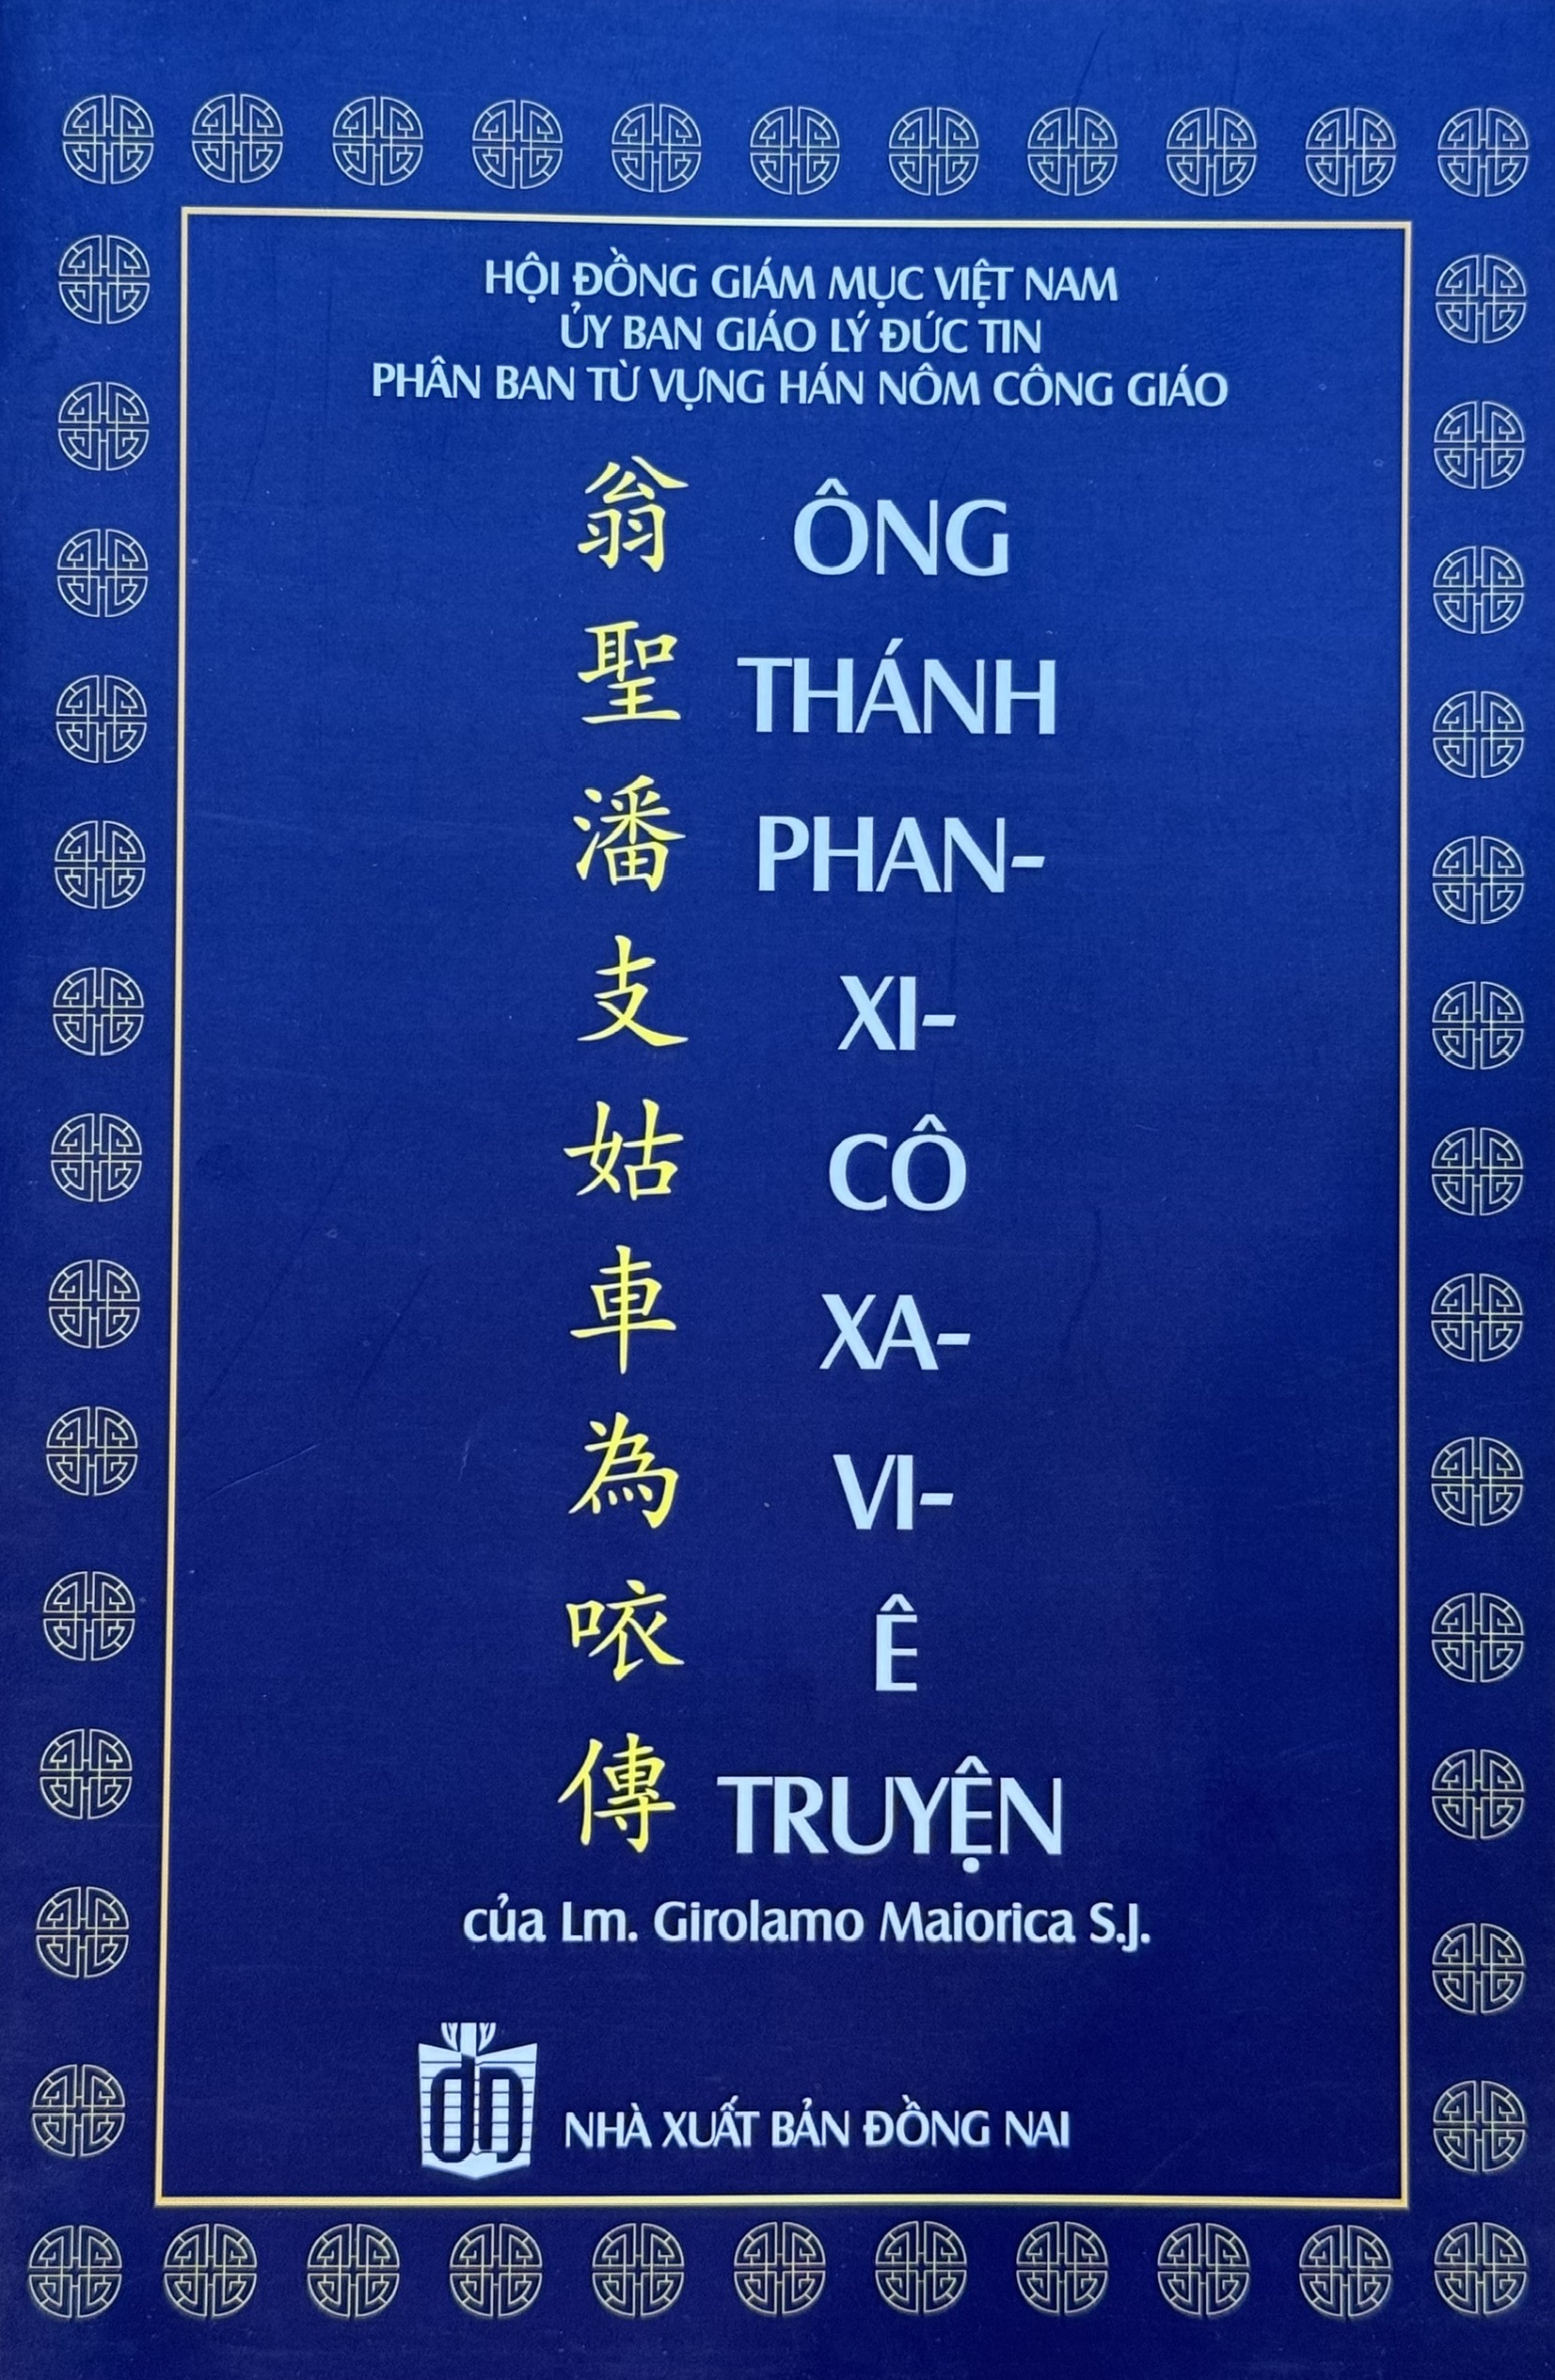 HỘI ĐỒNG GIÁM MỤC VIỆT NAM
ỦY BAN GIÁO LÝ ĐỨC TIN
PHÂN BAN TỪ VỰNG HÁN NÔM CÔNG GIÁO
翁 ÔNG
聖 THÁNH
潘 PHAN-
支 XI-
姑 CÔ
車 XA-
為 VI-
㕈 Ê
傳 TRUYỆN
của Lm. Girolamo Maiorica S.J.
NHÀ XUẤT BẢN ĐỒNG NAI